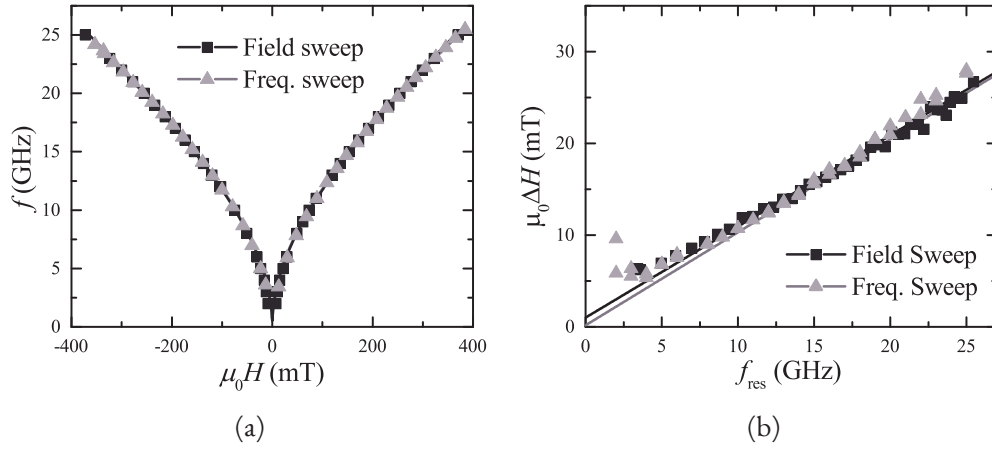 25
20
15
10
5
0
f (GHz)
Field sweep
Freq. sweep
-400
-200
0
200
400
μ₀H (mT)
(a)
30
20
10
0
μ₀ΔH (mT)
Field Sweep
Freq. Sweep
0
5
10
15
20
25
f_res (GHz)
(b)